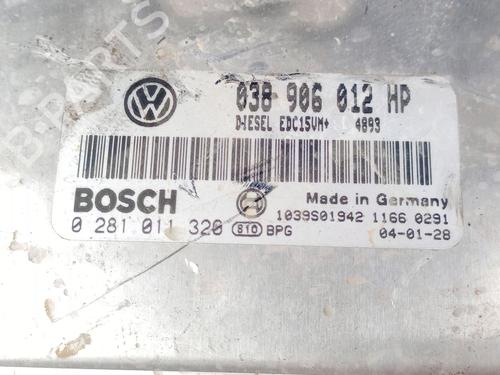 B-PARTS
038 906 012 HP
DIESEL EDC15VM+ 4893
BOSCH
Made in Germany
0 281 011 320 810 BPG
1039S01942 1166 0291
04-01-28